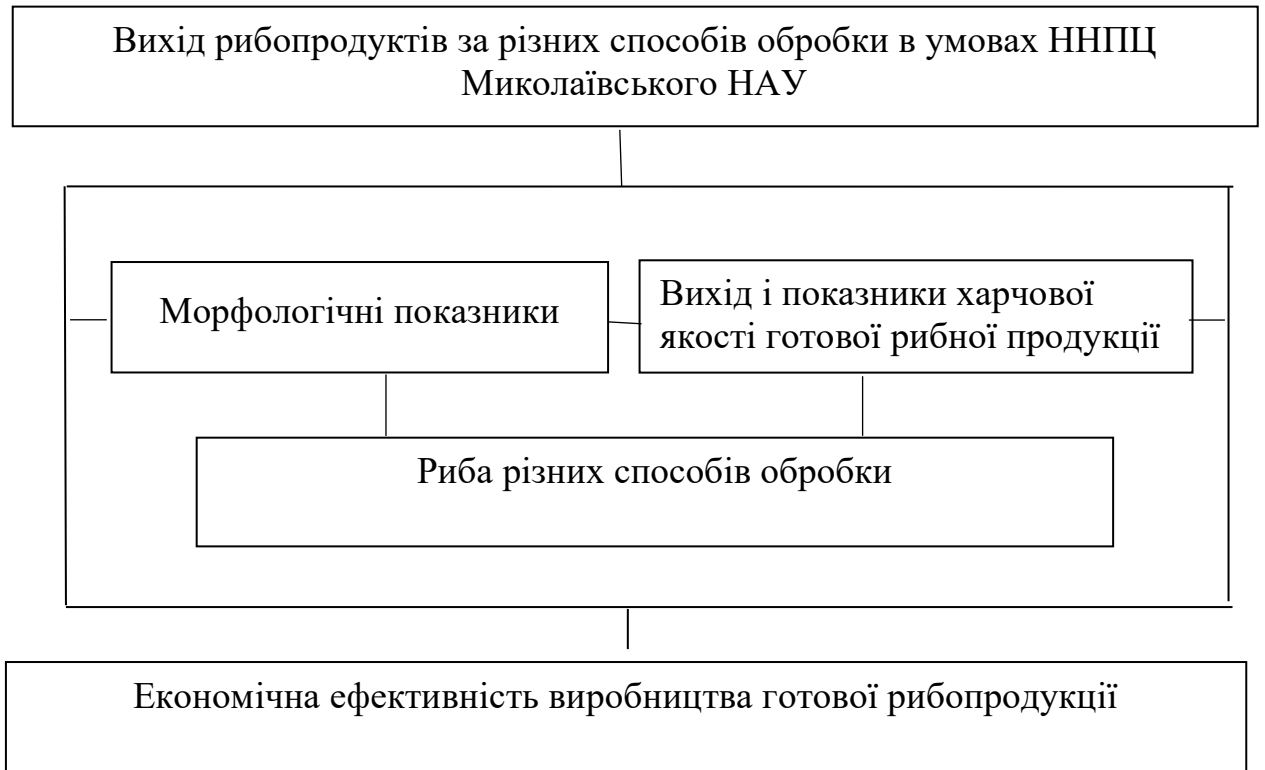 Вихід рибопродуктів за різних способів обробки в умовах ННПЦ
Миколаївського НАУ
Морфологічні показники
Вихід і показники харчової
якості готової рибної продукції
Риба різних способів обробки
Економічна ефективність виробництва готової рибопродукції